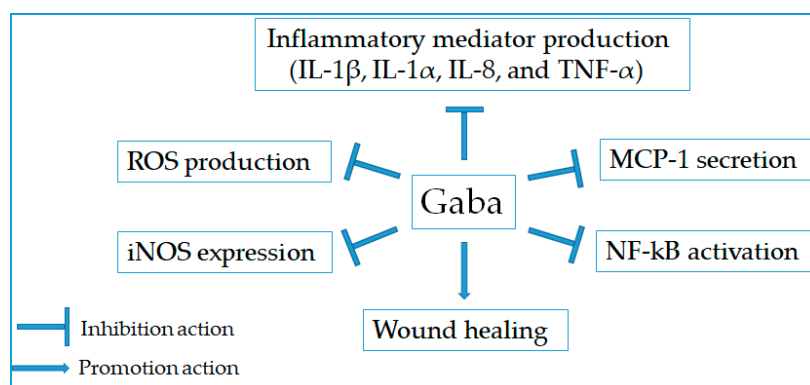 Inflammatory mediator production
(IL-1β, IL-1α, IL-8, and TNF-α)
ROS production
MCP-1 secretion
Gaba
iNOS expression
NF-kB activation
Wound healing
Inhibition action
Promotion action